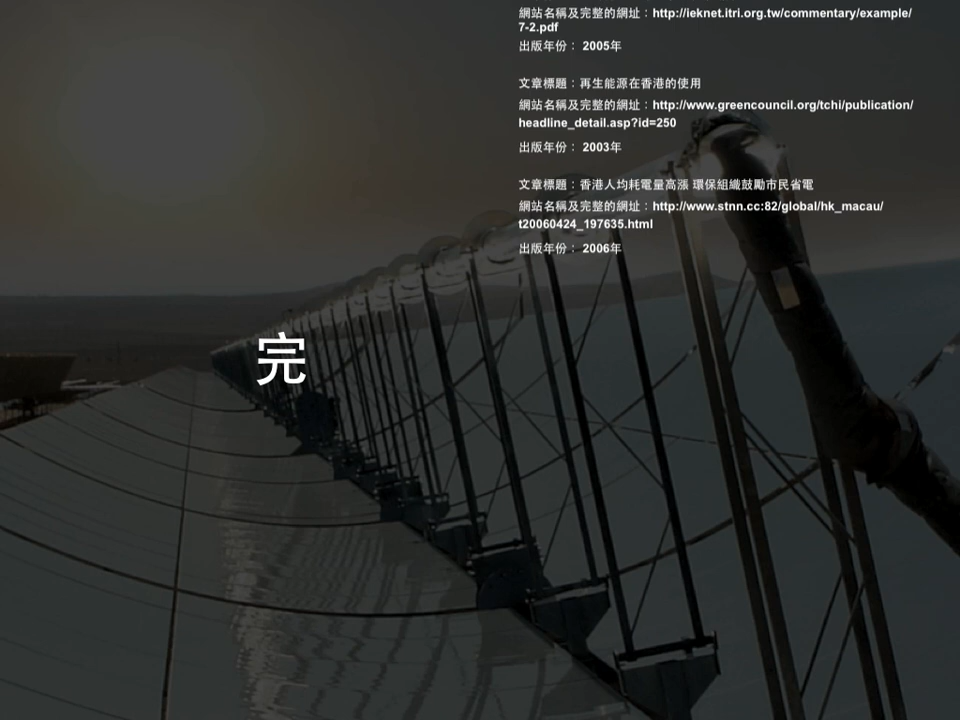 網站名稱及完整的網址：http://ieknet.itri.org.tw/commentary/example/
7-2.pdf
出版年份： 2005年
文章標題：再生能源在香港的使用
網站名稱及完整的網址：http://www.greencouncil.org/tchi/publication/
headline_detail.asp?id=250
出版年份： 2003年
文章標題：香港人均耗電量高漲 環保組織鼓勵市民省電
網站名稱及完整的網址：http://www.stnn.cc:82/global/hk_macau/
t20060424_197635.html
出版年份： 2006年
完